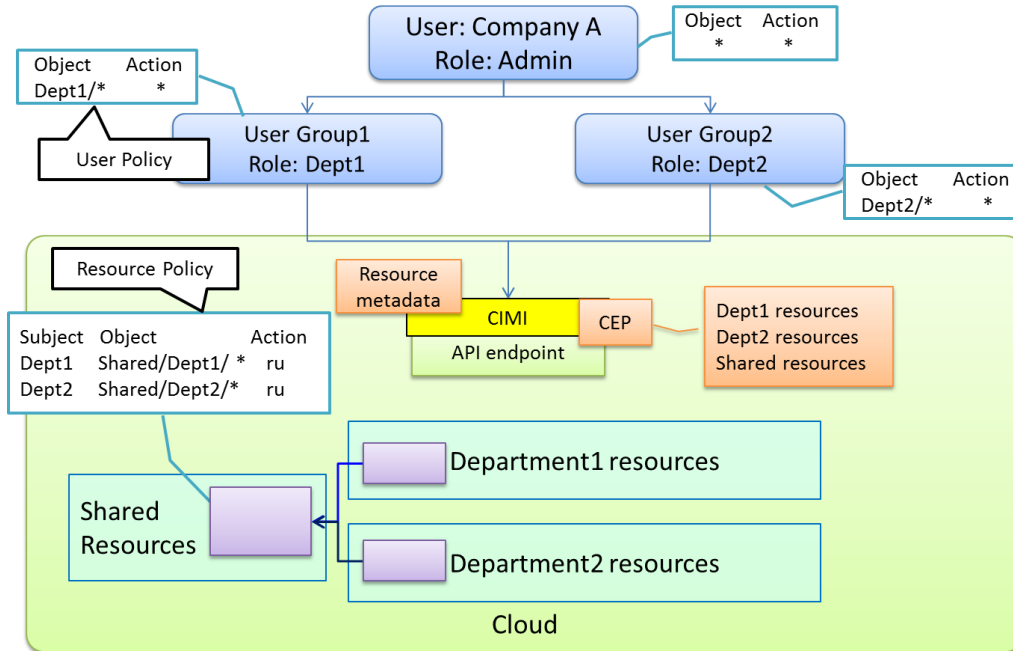 User: Company A
Role: Admin
Object Action
* *
Object Action
Dept1/* *
User Policy
User Group1
Role: Dept1
User Group2
Role: Dept2
Object Action
Dept2/* *
Resource Policy
Subject Object Action
Dept1 Shared/Dept1/ * ru
Dept2 Shared/Dept2/* ru
Resource
metadata
CIMI
CEP
API endpoint
Dept1 resources
Dept2 resources
Shared resources
Shared
Resources
Department1 resources
Department2 resources
Cloud